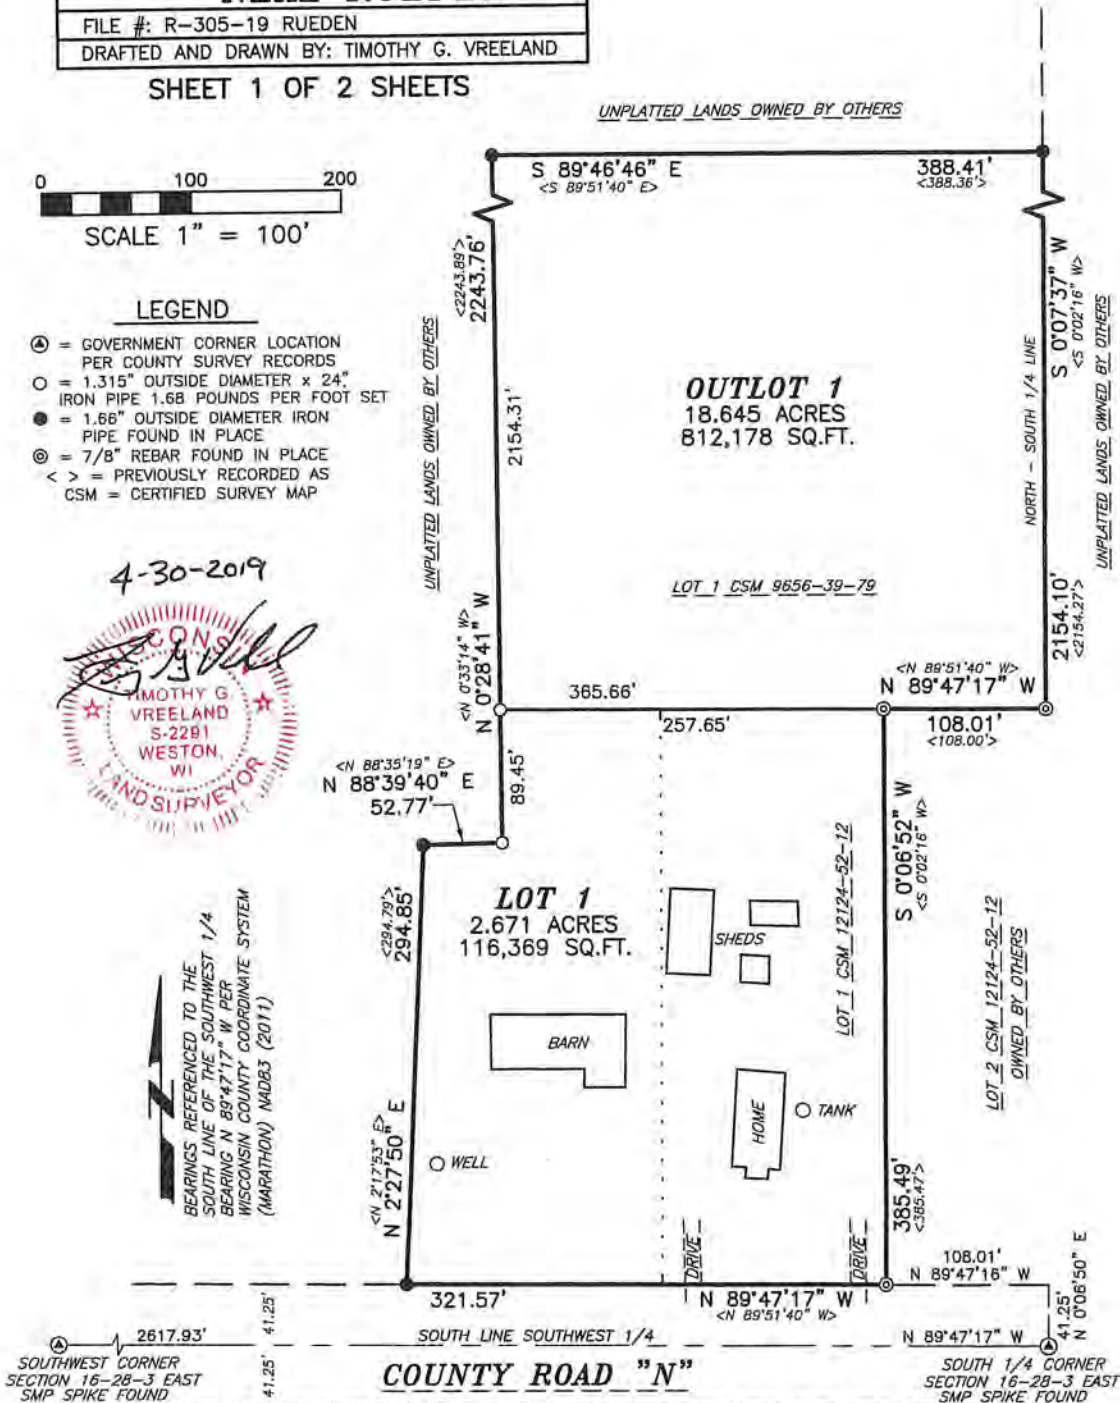 FILE #: R-305-19 RUEDEN
DRAFTED AND DRAWN BY: TIMOTHY G. VREELAND
SHEET 1 OF 2 SHEETS
UNPLATTED LANDS OWNED BY OTHERS
S 89°46'46" E
<S 89°51'40" E>
388.41'
<388.36'>
0 100 200
SCALE 1" = 100'
LEGEND
= GOVERNMENT CORNER LOCATION
PER COUNTY SURVEY RECORDS
= 1.315" OUTSIDE DIAMETER x 24"
IRON PIPE 1.68 POUNDS PER FOOT SET
= 1.66" OUTSIDE DIAMETER IRON
PIPE FOUND IN PLACE
= 7/8" REBAR FOUND IN PLACE
< > = PREVIOUSLY RECORDED AS
CSM = CERTIFIED SURVEY MAP
<2243.89'>
2243.76'
UNPLATTED LANDS OWNED BY OTHERS
2154.31'
OUTLOT 1
18.645 ACRES
812,178 SQ.FT.
S 0°07'37" W
<S 0°02'16" W>
NORTH - SOUTH 1/4 LINE
UNPLATTED LANDS OWNED BY OTHERS
LOT 1 CSM 9656-39-79
2154.10'
<2154.27'>
4-30-2019
WISCONSIN
TIMOTHY G.
VREELAND
S-2291
WESTON,
WI
LAND SURVEYOR
<N 0°33'14" W>
N 0°28'41" W
365.66'
<N 89°51'40" W>
N 89°47'17" W
257.65'
108.01'
<108.00'>
<N 88°35'19" E>
N 88°39'40" E
52.77'
89.45'
S 0°06'52" W
<S 0°02'16" W>
LOT 1 CSM 12124-52-12
LOT 1
2.671 ACRES
116,369 SQ.FT.
SHEDS
<294.79'>
294.85'
LOT 2 CSM 12124-52-12
OWNED BY OTHERS
BEARINGS REFERENCED TO THE
SOUTH LINE OF THE SOUTHWEST 1/4
BEARING N 89°47'17" W PER
WISCONSIN COUNTY COORDINATE SYSTEM
(MARATHON) NAD83 (2011)
BARN
HOME
TANK
<N 2°17'53" E>
N 2°27'50" E
WELL
385.49'
<385.47'>
DRIVE
DRIVE
108.01'
N 89°47'16" W
N 0°06'50" E
41.25'
321.57'
N 89°47'17" W
<N 89°51'40" W>
41.25'
2617.93'
SOUTH LINE SOUTHWEST 1/4
N 89°47'17" W
41.25'
SOUTHWEST CORNER
SECTION 16-28-3 EAST
SMP SPIKE FOUND
COUNTY ROAD "N"
SOUTH 1/4 CORNER
SECTION 16-28-3 EAST
SMP SPIKE FOUND